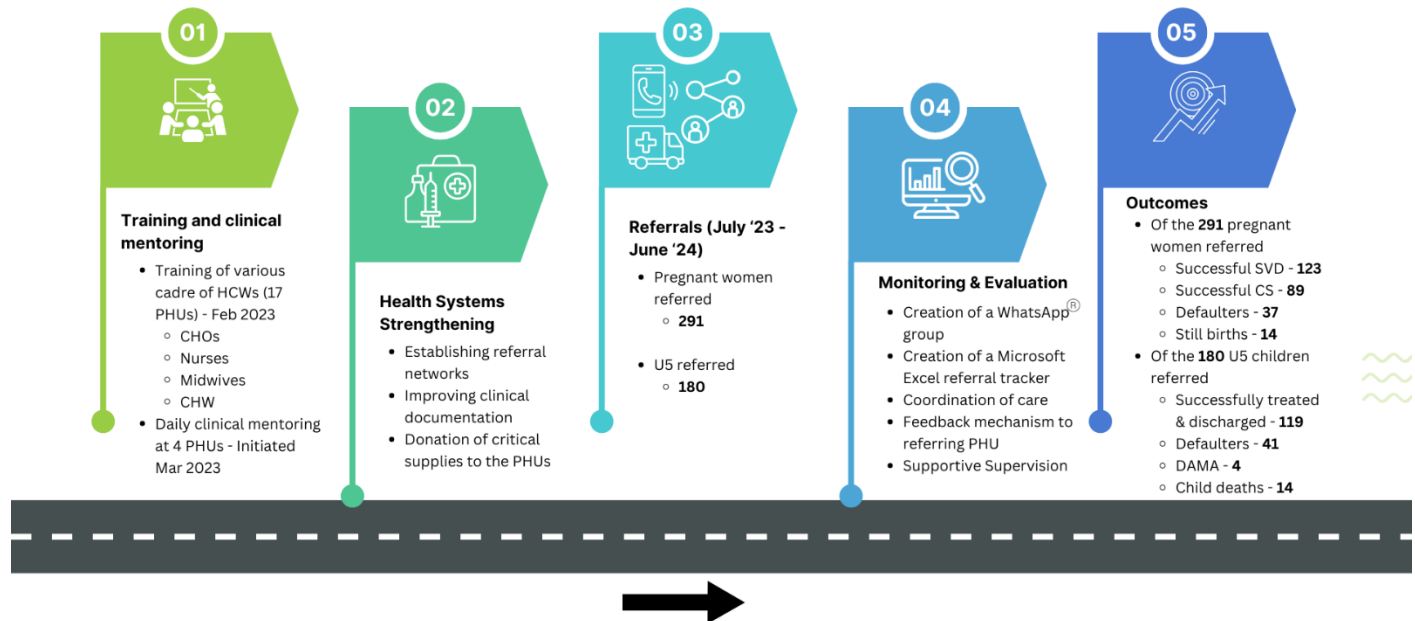 01
Training and clinical
mentoring
• Training of various
cadre of HCWs (17
PHUs) - Feb 2023
○ CHOs
○ Nurses
○ Midwives
○ CHW
• Daily clinical mentoring
at 4 PHUs - Initiated
Mar 2023
02
Health Systems
Strengthening
• Establishing referral
networks
• Improving clinical
documentation
• Donation of critical
supplies to the PHUs
03
Referrals (July ‘23 -
June ‘24)
• Pregnant women
referred
○ 291
• U5 referred
○ 180
04
Monitoring & Evaluation
• Creation of a WhatsApp®
group
• Creation of a Microsoft
Excel referral tracker
• Coordination of care
• Feedback mechanism to
referring PHU
• Supportive Supervision
05
Outcomes
• Of the 291 pregnant
women referred
○ Successful SVD - 123
○ Successful CS - 89
○ Defaulters - 37
○ Still births - 14
• Of the 180 U5 children
referred
○ Successfully treated
& discharged - 119
○ Defaulters - 41
○ DAMA - 4
○ Child deaths - 14